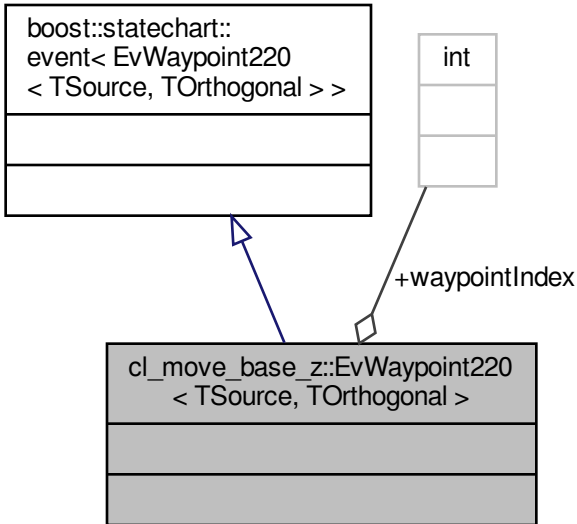 boost::statechart::
event< EvWaypoint220
< TSource, TOrthogonal > >
int
+waypointIndex
cl_move_base_z::EvWaypoint220
< TSource, TOrthogonal >